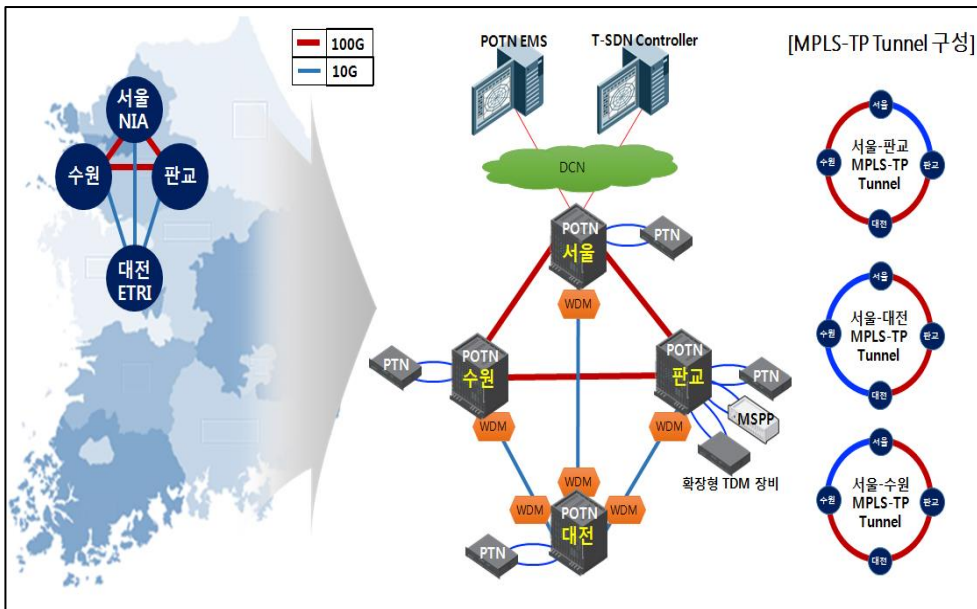 100G
10G
서울
NIA
수원
판교
대전
ETRI
POTN EMS
T-SDN Controller
DCN
POTN
서울
PTN
WDM
POTN
수원
PTN
POTN
판교
PTN
MSPP
확장형 TDM 장비
WDM
WDM
WDM
WDM
WDM
POTN
대전
PTN
[MPLS-TP Tunnel 구성]
서울
수원
서울-판교
MPLS-TP
Tunnel
판교
대전
서울
수원
서울-대전
MPLS-TP
Tunnel
판교
대전
서울
수원
서울-수원
MPLS-TP
Tunnel
판교
대전